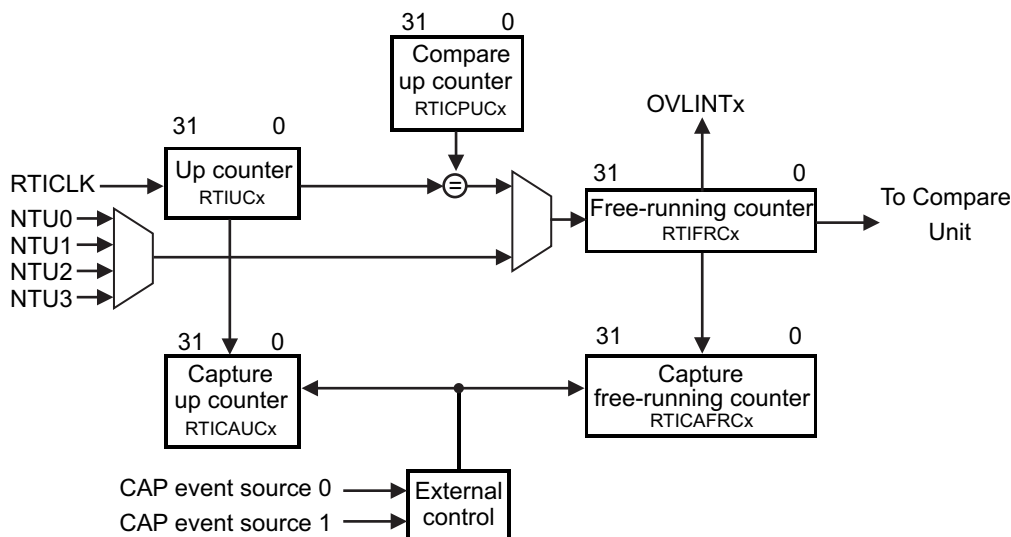 31 0
Compare
up counter
RTICPUCx
OVLINTx
31 0
RTICLK
Up counter
RTIUCx
=
31 0
Free-running counter
RTIFRCx
To Compare
Unit
NTU0
NTU1
NTU2
NTU3
31 0
Capture
up counter
RTICAUCx
31 0
Capture
free-running counter
RTICAFRCx
CAP event source 0
CAP event source 1
External
control